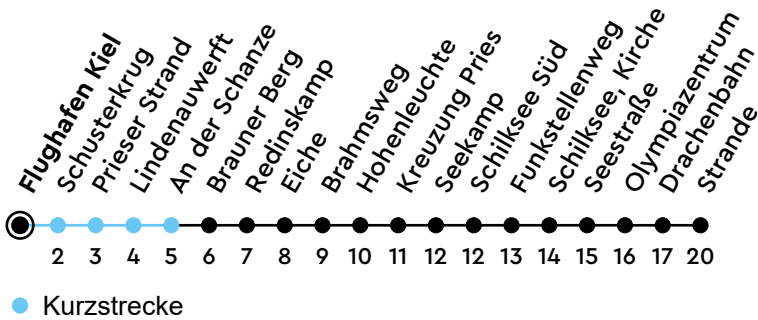 Flughafen Kiel
Schusterkrug
Prieser Strand
Lindenauwerft
An der Schanze
Brauner Berg
Redinskamp
Eiche
Brahmsweg
Hohenleuchte
Kreuzung Pries
Seekamp
Schilksee Süd
Funkstellenweg
Schilksee, Kirche
Seestraße
Olympiazentrum
Drachenbahn
Strande
2 3 4 5 6 7 8 9 10 11 12 12 13 14 15 16 17 20
Kurzstrecke